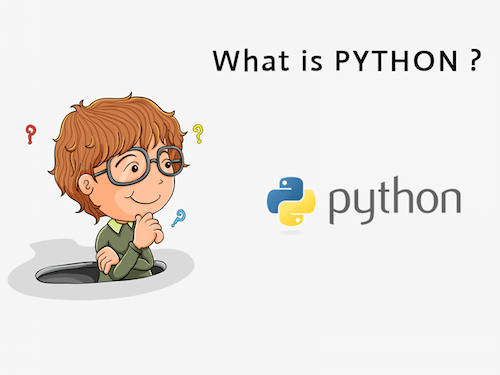 What is PYTHON ?
? ?
?
python